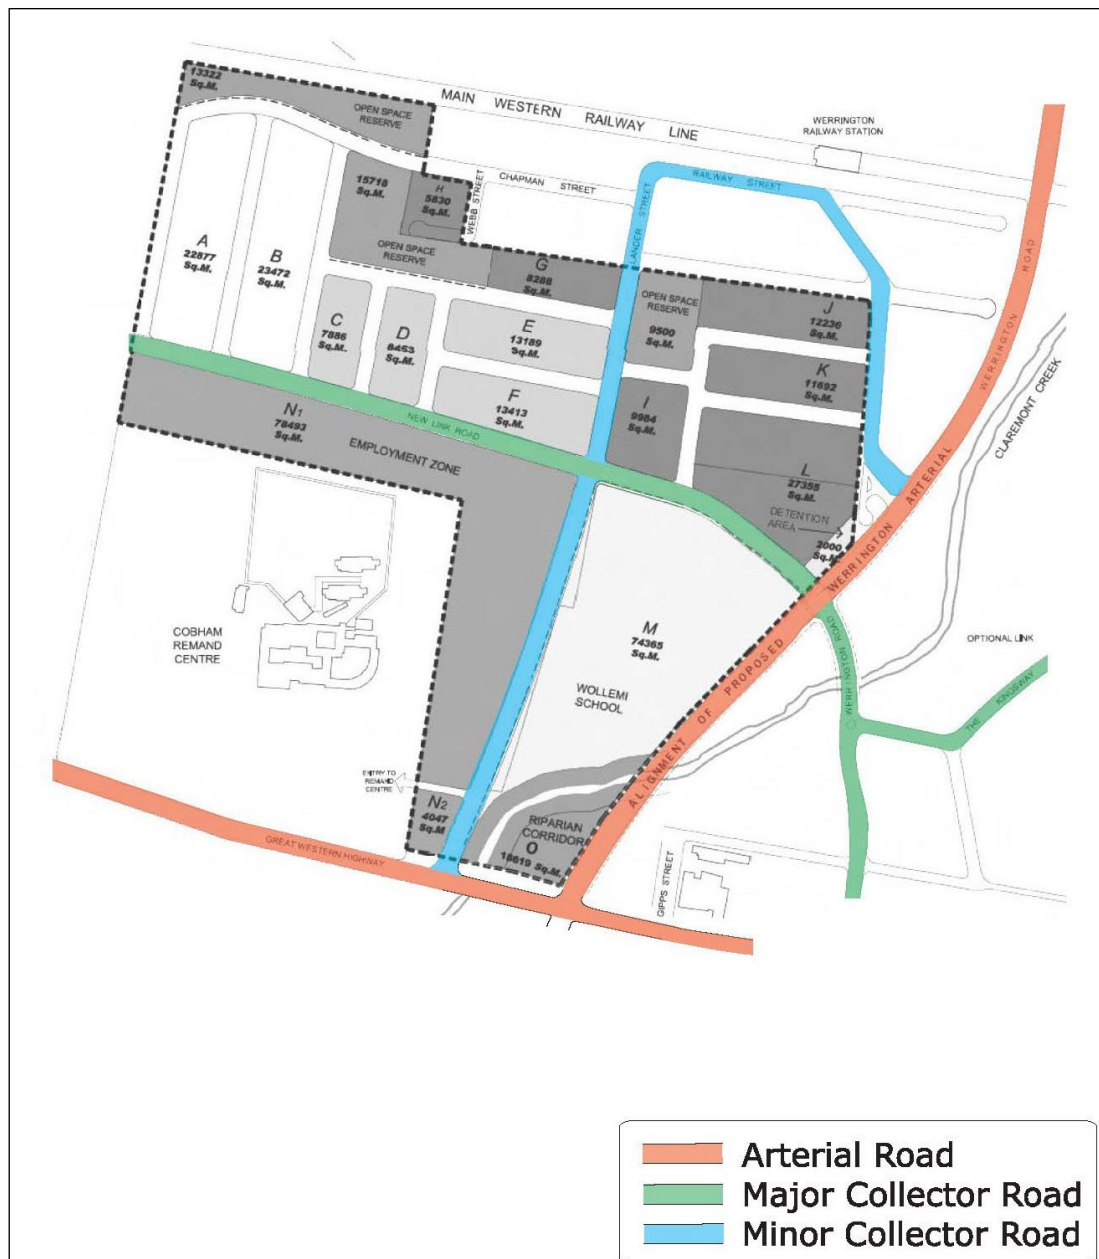 13322
Sq.M.
OPEN SPACE
RESERVE
MAIN WESTERN RAILWAY LINE
WERRINGTON
RAILWAY STATION
15718
Sq.M.
H
5830
Sq.M.
WEBB STREET
CHAPMAN STREET
LANDER STREET
RAILWAY STREET
A
22877
Sq.M.
B
23472
Sq.M.
OPEN SPACE
RESERVE
G
8288
Sq.M.
OPEN SPACE
RESERVE
9500
Sq.M.
J
12236
Sq.M.
WERRINGTON ROAD
C
7886
Sq.M.
D
8453
Sq.M.
E
13189
Sq.M.
K
11692
Sq.M.
F
13413
Sq.M.
I
9984
Sq.M.
CLAREMONT CREEK
N1
78493
Sq.M.
NEW LINK ROAD
EMPLOYMENT ZONE
L
27355
Sq.M.
DETENTION
AREA
2000
Sq.M.
ALIGNMENT OF PROPOSED WERRINGTON ARTERIAL
COBHAM
REMAND
CENTRE
M
74365
Sq.M.
WOLLEMI
SCHOOL
WERRINGTON ROAD
OPTIONAL LINK
THE KINGSWAY
ENTRY TO
REMAND
CENTRE
N2
4047
Sq.M
RIPARIAN
CORRIDOR
O
18619 Sq.M.
GREAT WESTERN HIGHWAY
GIPPS STREET
Arterial Road
Major Collector Road
Minor Collector Road